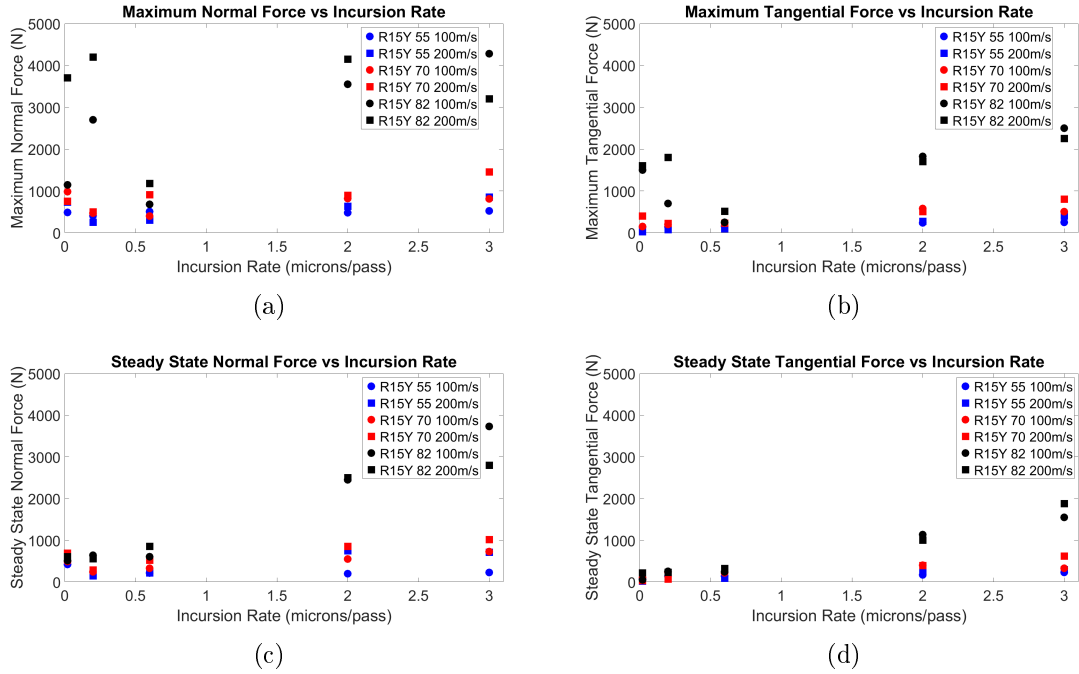 Maximum Normal Force vs Incursion Rate
Maximum Normal Force (N)
5000
4000
3000
2000
1000
0
0
0.5
1
1.5
2
2.5
3
Incursion Rate (microns/pass)
R15Y 55 100m/s
R15Y 55 200m/s
R15Y 70 100m/s
R15Y 70 200m/s
R15Y 82 100m/s
R15Y 82 200m/s
(a)
Maximum Tangential Force vs Incursion Rate
Maximum Tangential Force (N)
5000
4000
3000
2000
1000
0
0
0.5
1
1.5
2
2.5
3
Incursion Rate (microns/pass)
R15Y 55 100m/s
R15Y 55 200m/s
R15Y 70 100m/s
R15Y 70 200m/s
R15Y 82 100m/s
R15Y 82 200m/s
(b)
Steady State Normal Force vs Incursion Rate
Steady State Normal Force (N)
5000
4000
3000
2000
1000
0
0
0.5
1
1.5
2
2.5
3
Incursion Rate (microns/pass)
R15Y 55 100m/s
R15Y 55 200m/s
R15Y 70 100m/s
R15Y 70 200m/s
R15Y 82 100m/s
R15Y 82 200m/s
(c)
Steady State Tangential Force vs Incursion Rate
Steady State Tangential Force (N)
5000
4000
3000
2000
1000
0
0
0.5
1
1.5
2
2.5
3
Incursion Rate (microns/pass)
R15Y 55 100m/s
R15Y 55 200m/s
R15Y 70 100m/s
R15Y 70 200m/s
R15Y 82 100m/s
R15Y 82 200m/s
(d)